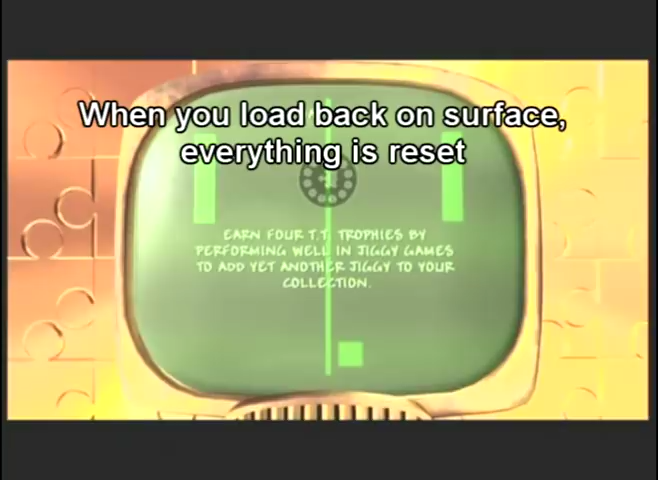 When you load back on surface,
everything is reset
EARN FOUR T.T. TROPHIES BY
PERFORMING WELL IN JIGGY GAMES
TO ADD YET ANOTHER JIGGY TO YOUR
COLLECTION.